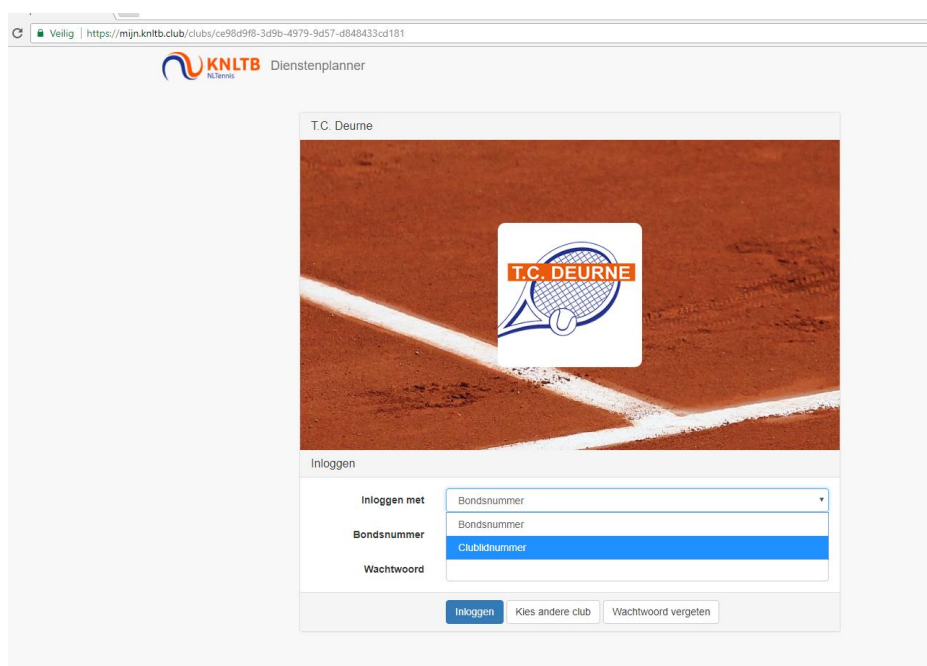 Veilig | https://mijn.knltb.club/clubs/ce98d9f8-3d9b-4979-9d57-d848433cd181
KNLTB Dienstenplanner
NLTennis
T.C. Deurne
T.C. DEURNE
Inloggen
Inloggen met Bondsnummer
Bondsnummer
Bondsnummer
Clublidnummer
Wachtwoord
Inloggen Kies andere club Wachtwoord vergeten